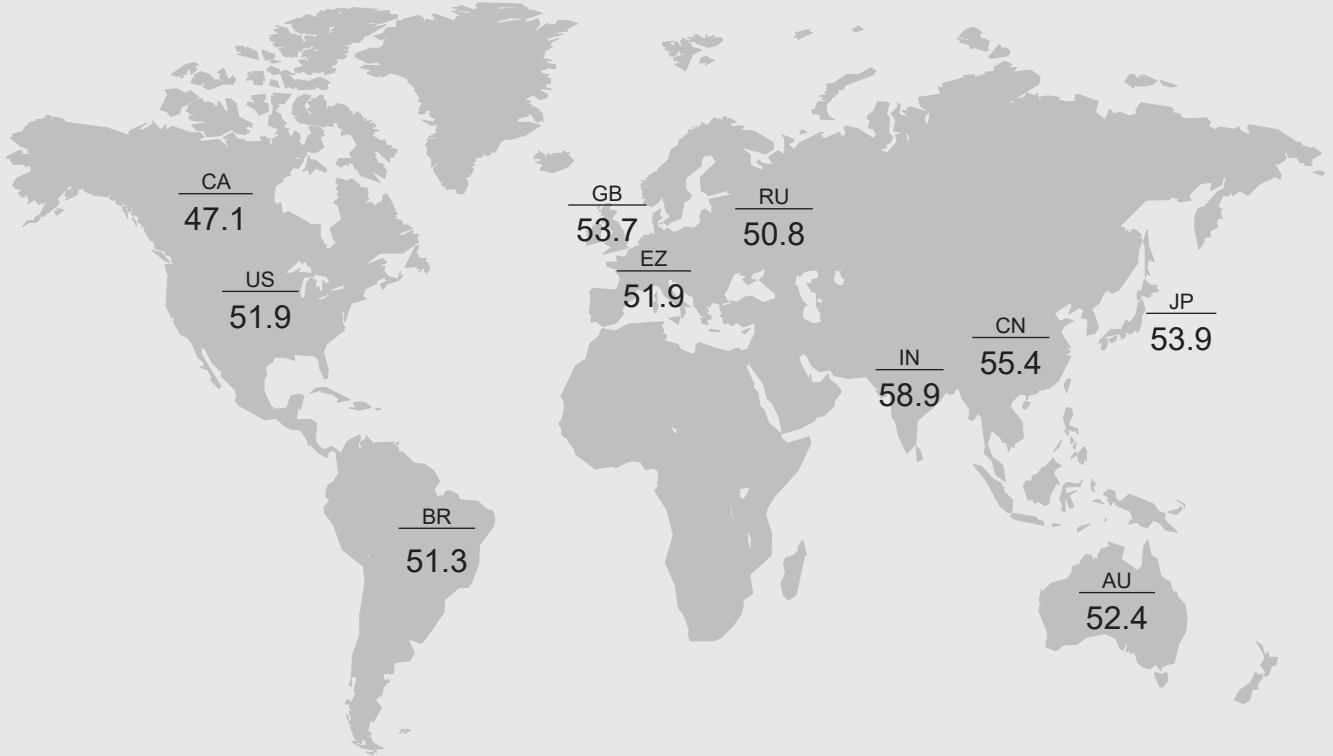 CA
47.1
US
51.9
BR
51.3
GB
53.7
EZ
51.9
RU
50.8
IN
58.9
CN
55.4
JP
53.9
AU
52.4